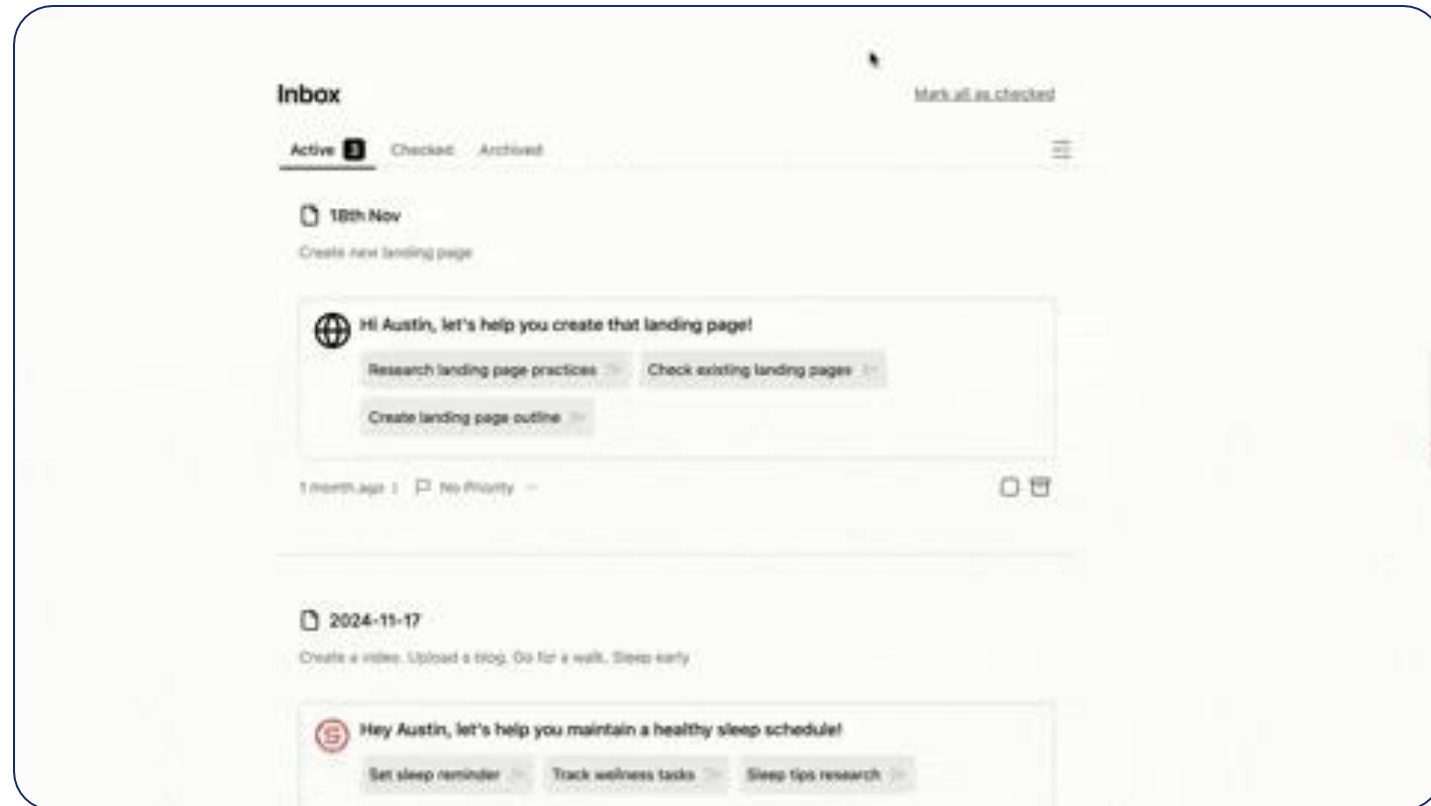 Inbox
Mark all as checked
Active 3 Checked Archived
18th Nov
Create new landing page
Hi Austin, let's help you create that landing page!
Research landing page practices Check existing landing pages
Create landing page outline
1 month ago No Priority
2024-11-17
Create a video. Upload a blog. Go for a walk. Sleep early
Hey Austin, let's help you maintain a healthy sleep schedule!
Set sleep reminder Track wellness tasks Sleep tips research